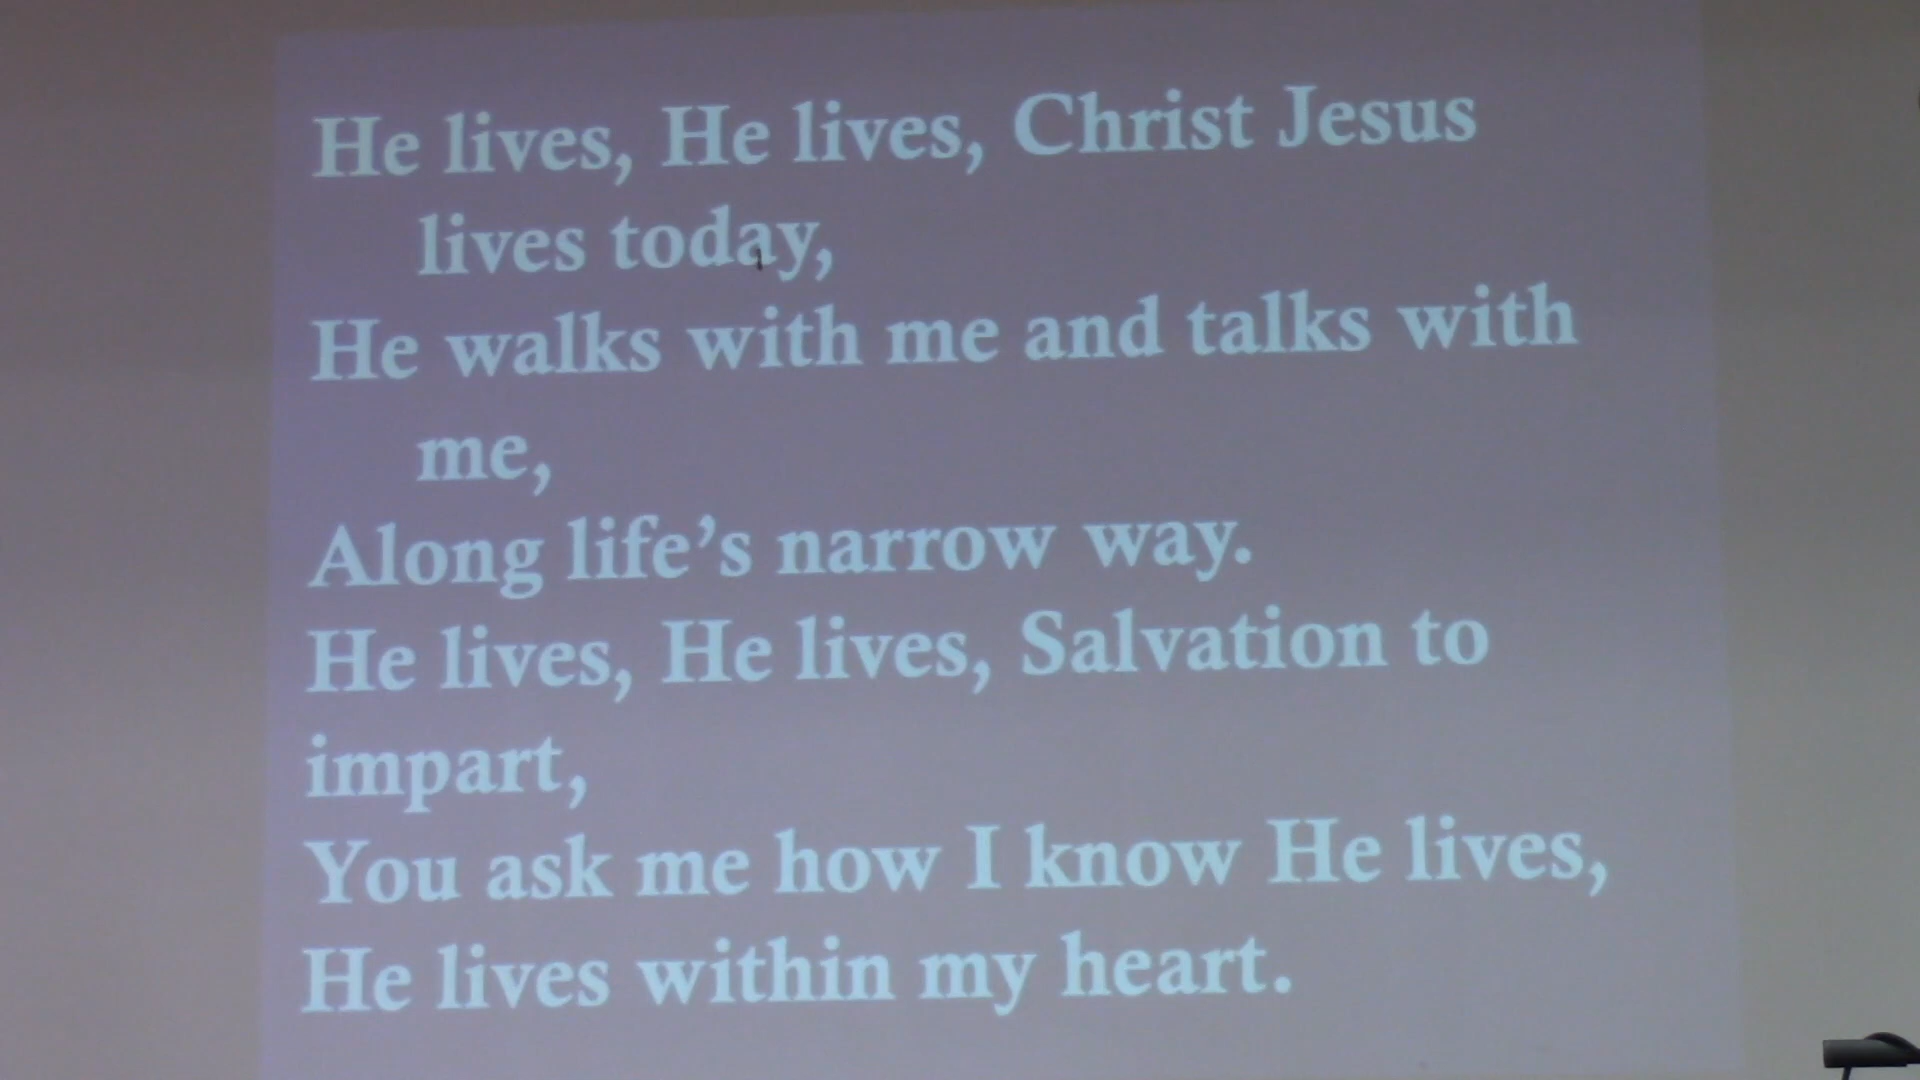 He lives, He lives, Christ Jesus
lives today,
He walks with me and talks with
me,
Along life’s narrow way.
He lives, He lives, Salvation to
impart,
You ask me how I know He lives,
He lives within my heart.